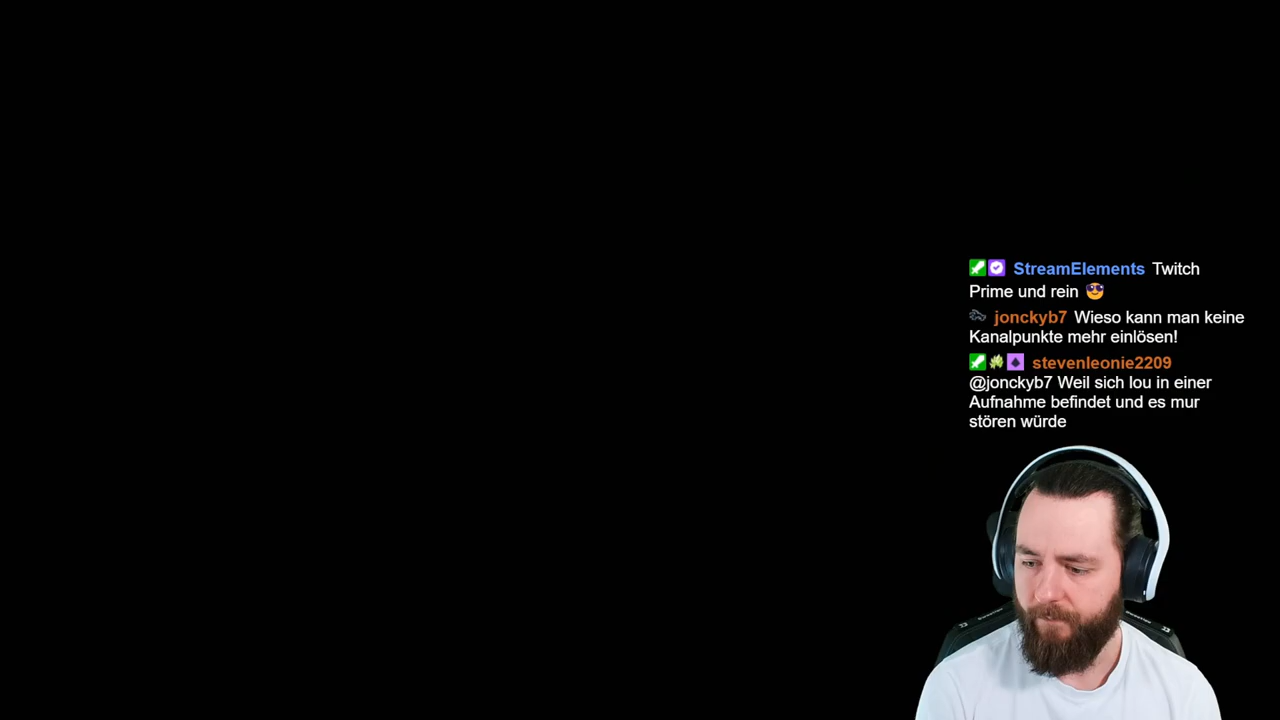 StreamElements Twitch
Prime und rein
jonckyb7 Wieso kann man keine
Kanalpunkte mehr einlösen!
stevenleonie2209
@jonckyb7 Weil sich lou in einer
Aufnahme befindet und es mur
stören würde